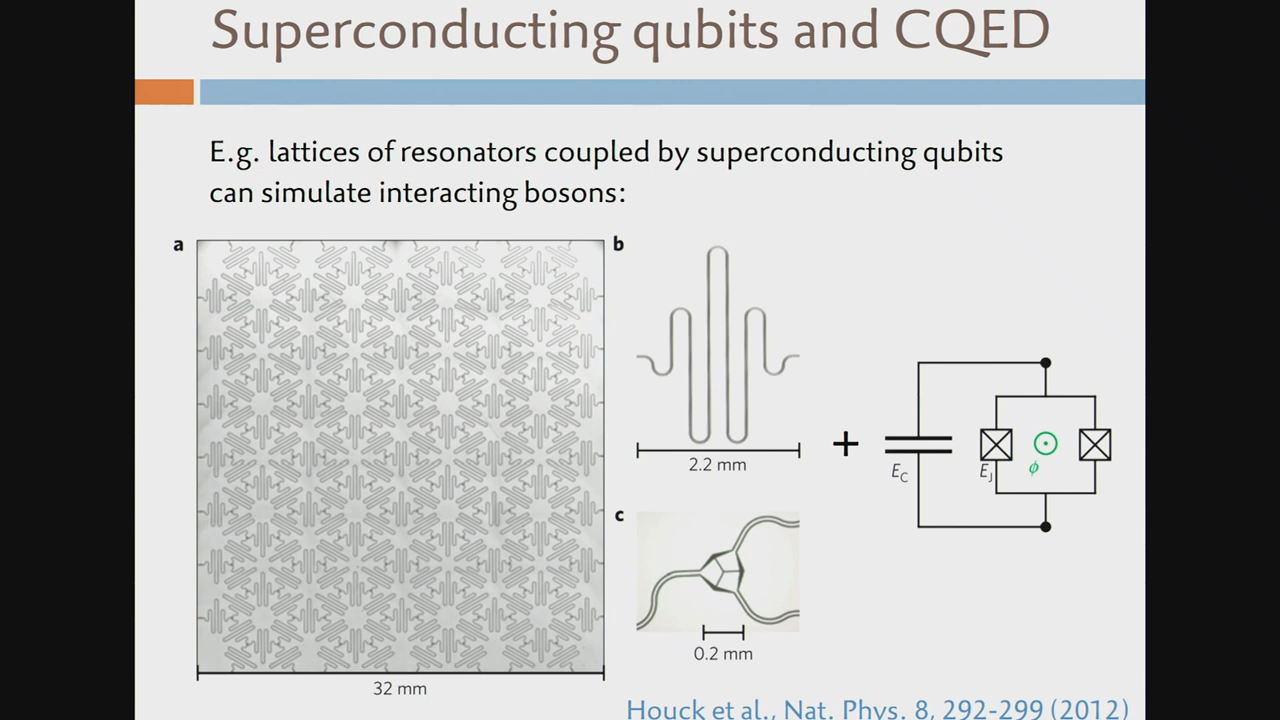 Superconducting qubits and CQED
E.g. lattices of resonators coupled by superconducting qubits
can simulate interacting bosons:
a
b
2.2 mm
+
E_C
E_J
ϕ
c
0.2 mm
32 mm
Houck et al., Nat. Phys. 8, 292-299 (2012)